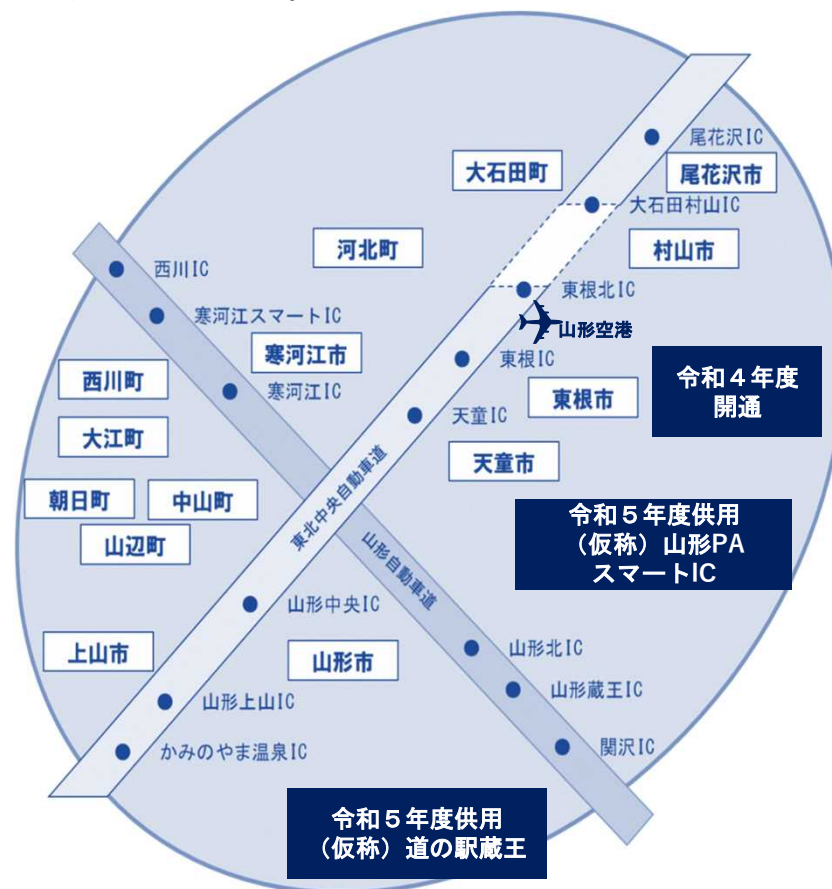 尾花沢IC
大石田町
尾花沢市
大石田村山IC
河北町
村山市
西川IC
東根北IC
寒河江スマートIC
山形空港
寒河江市
東根IC
西川町
寒河江IC
東根市
令和４年度
開通
天童IC
大江町
天童市
朝日町
中山町
東北中央自動車道
令和５年度供用
（仮称）山形PA
スマートIC
山辺町
山形自動車道
山形中央IC
上山市
山形市
山形北IC
山形上山IC
山形蔵王IC
かみのやま温泉IC
関沢IC
令和５年度供用
（仮称）道の駅蔵王